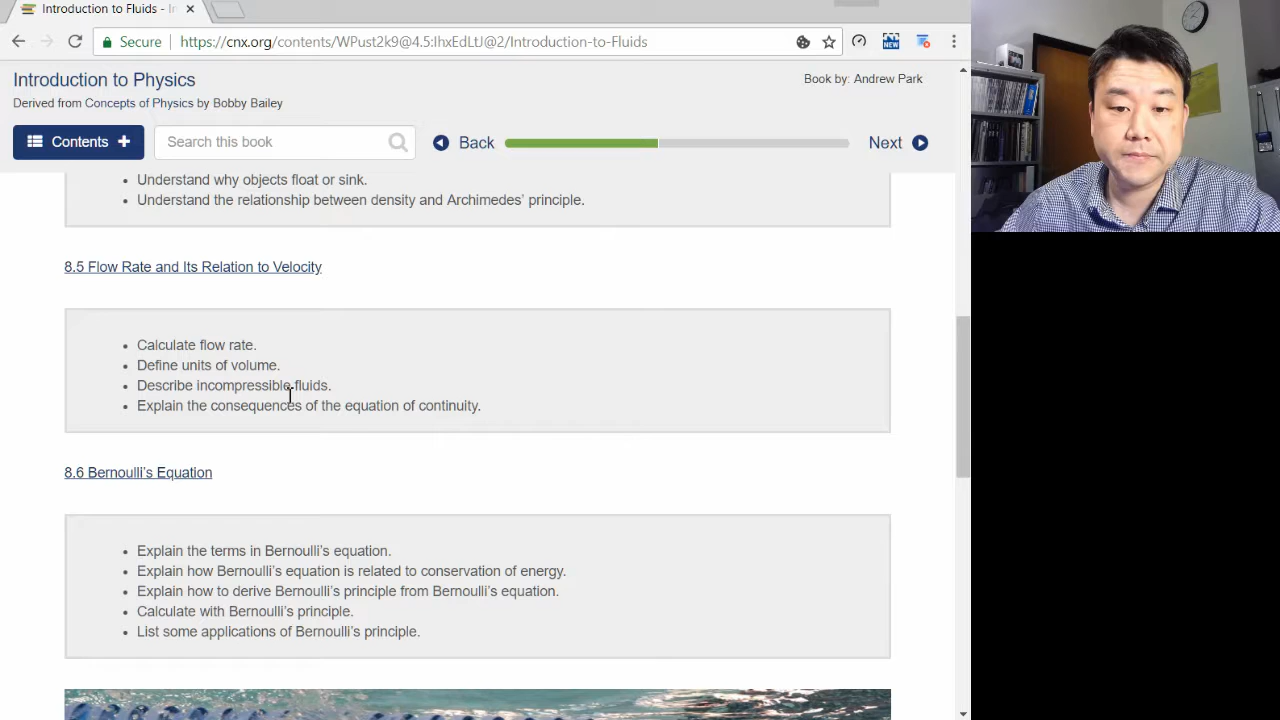 Introduction to Fluids - In
Secure https://cnx.org/contents/WPust2k9@4.5:IhxEdLtJ@2/Introduction-to-Fluids
NEW
Introduction to Physics
Book by: Andrew Park
Derived from Concepts of Physics by Bobby Bailey
Contents
Search this book
Back
Next
• Understand why objects float or sink.
• Understand the relationship between density and Archimedes’ principle.
8.5 Flow Rate and Its Relation to Velocity
• Calculate flow rate.
• Define units of volume.
• Describe incompressible fluids.
• Explain the consequences of the equation of continuity.
8.6 Bernoulli’s Equation
• Explain the terms in Bernoulli’s equation.
• Explain how Bernoulli’s equation is related to conservation of energy.
• Explain how to derive Bernoulli’s principle from Bernoulli’s equation.
• Calculate with Bernoulli’s principle.
• List some applications of Bernoulli’s principle.